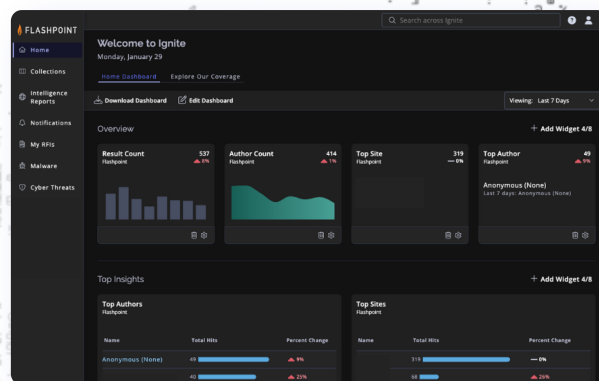 FLASHPOINT
Search across Ignite
?
Home
Collections
Intelligence
Reports
Notifications
My RFIs
Malware
Cyber Threats
Welcome to Ignite
Monday, January 29
Home Dashboard Explore Our Coverage
Download Dashboard Edit Dashboard Viewing: Last 7 Days
Overview + Add Widget 4/8
Result Count 537
Flashpoint 8%
Author Count 414
Flashpoint 1%
Top Site 319
Flashpoint — 0%
Top Author 49
Flashpoint 9%
Anonymous (None)
Last 7 days: Anonymous (None)
Top Insights + Add Widget 4/8
Top Authors
Flashpoint
Name Total Hits Percent Change
Anonymous (None) 49 9%
40 25%
Top Sites
Flashpoint
Name Total Hits Percent Change
319 — 0%
68 26%